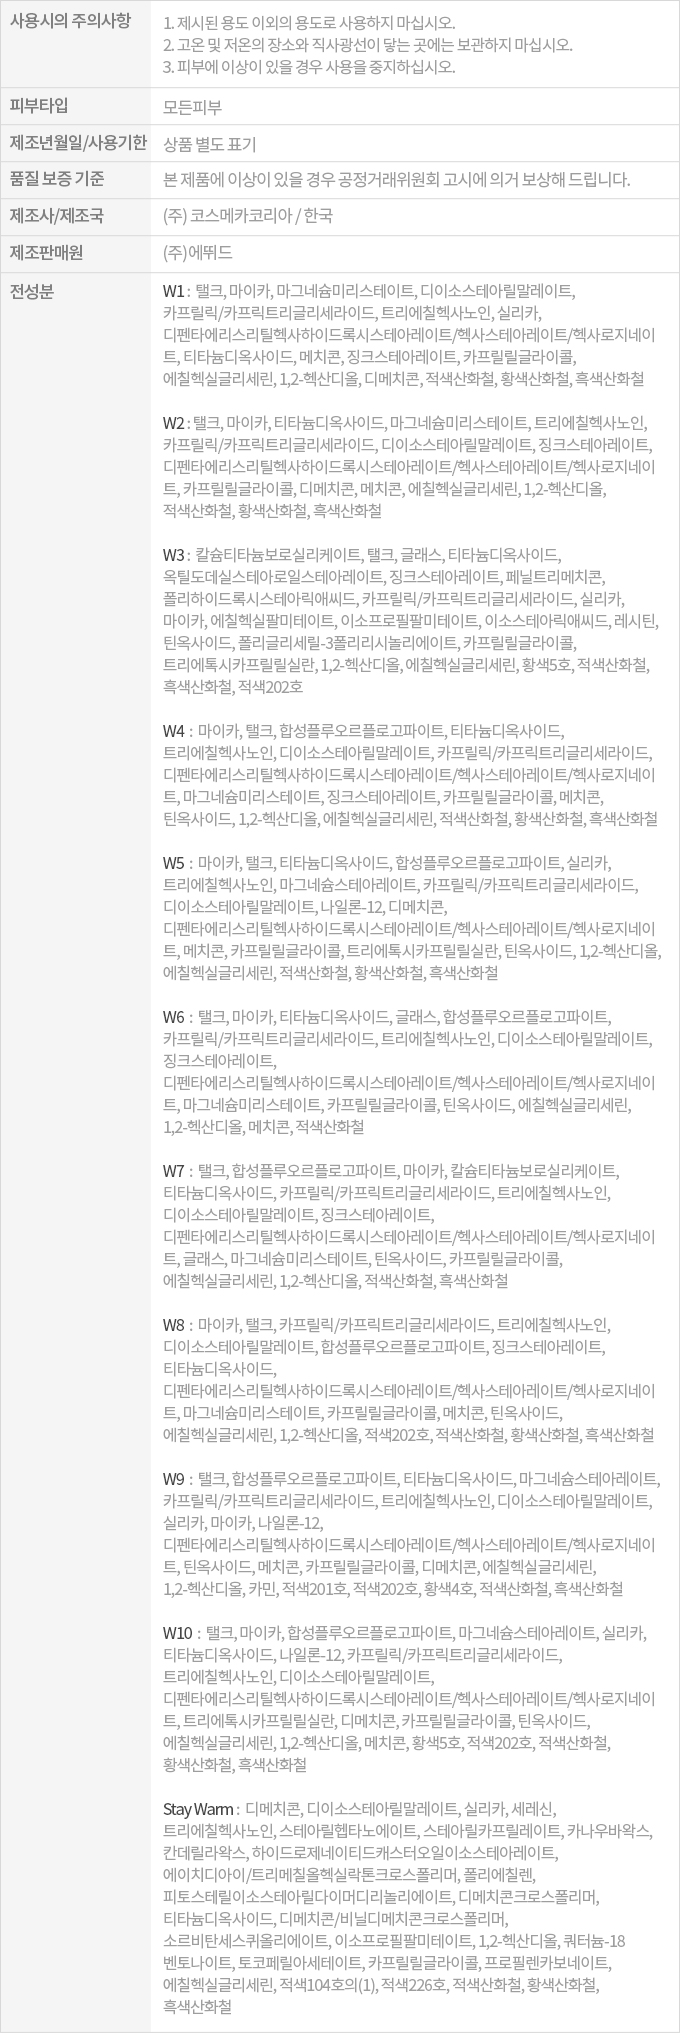 사용시의 주의사항
1. 제시된 용도 이외의 용도로 사용하지 마십시오.
2. 고온 및 저온의 장소와 직사광선이 닿는 곳에는 보관하지 마십시오.
3. 피부에 이상이 있을 경우 사용을 중지하십시오.
피부타입
모든피부
제조년월일/사용기한
상품 별도 표기
품질 보증 기준
본 제품에 이상이 있을 경우 공정거래위원회 고시에 의거 보상해 드립니다.
제조사/제조국
(주) 코스메카코리아 / 한국
제조판매원
(주)에뛰드
전성분
W1 : 탤크, 마이카, 마그네슘미리스테이트, 디이소스테아릴말레이트,
카프릴릭/카프릭트리글리세라이드, 트리에칠헥사노인, 실리카,
디펜타에리스리틸헥사하이드록시스테아레이트/헥사스테아레이트/헥사로지네이
트, 티타늄디옥사이드, 메치콘, 징크스테아레이트, 카프릴릴글라이콜,
에칠헥실글리세린, 1,2-헥산디올, 디메치콘, 적색산화철, 황색산화철, 흑색산화철
W2 : 탤크, 마이카, 티타늄디옥사이드, 마그네슘미리스테이트, 트리에칠헥사노인,
카프릴릭/카프릭트리글리세라이드, 디이소스테아릴말레이트, 징크스테아레이트,
디펜타에리스리틸헥사하이드록시스테아레이트/헥사스테아레이트/헥사로지네이
트, 카프릴릴글라이콜, 디메치콘, 메치콘, 에칠헥실글리세린, 1,2-헥산디올,
적색산화철, 황색산화철, 흑색산화철
W3 : 칼슘티타늄보로실리케이트, 탤크, 글래스, 티타늄디옥사이드,
옥틸도데실스테아로일스테아레이트, 징크스테아레이트, 페닐트리메치콘,
폴리하이드록시스테아릭애씨드, 카프릴릭/카프릭트리글리세라이드, 실리카,
마이카, 에칠헥실팔미테이트, 이소프로필팔미테이트, 이소스테아릭애씨드, 레시틴,
틴옥사이드, 폴리글리세릴-3폴리리시놀리에이트, 카프릴릴글라이콜,
트리에톡시카프릴릴실란, 1,2-헥산디올, 에칠헥실글리세린, 황색5호, 적색산화철,
흑색산화철, 적색202호
W4 : 마이카, 탤크, 합성플루오르플로고파이트, 티타늄디옥사이드,
트리에칠헥사노인, 디이소스테아릴말레이트, 카프릴릭/카프릭트리글리세라이드,
디펜타에리스리틸헥사하이드록시스테아레이트/헥사스테아레이트/헥사로지네이
트, 마그네슘미리스테이트, 징크스테아레이트, 카프릴릴글라이콜, 메치콘,
틴옥사이드, 1,2-헥산디올, 에칠헥실글리세린, 적색산화철, 황색산화철, 흑색산화철
W5 : 마이카, 탤크, 티타늄디옥사이드, 합성플루오르플로고파이트, 실리카,
트리에칠헥사노인, 마그네슘스테아레이트, 카프릴릭/카프릭트리글리세라이드,
디이소스테아릴말레이트, 나일론-12, 디메치콘,
디펜타에리스리틸헥사하이드록시스테아레이트/헥사스테아레이트/헥사로지네이
트, 메치콘, 카프릴릴글라이콜, 트리에톡시카프릴릴실란, 틴옥사이드, 1,2-헥산디올,
에칠헥실글리세린, 적색산화철, 황색산화철, 흑색산화철
W6 : 탤크, 마이카, 티타늄디옥사이드, 글래스, 합성플루오르플로고파이트,
카프릴릭/카프릭트리글리세라이드, 트리에칠헥사노인, 디이소스테아릴말레이트,
징크스테아레이트,
디펜타에리스리틸헥사하이드록시스테아레이트/헥사스테아레이트/헥사로지네이
트, 마그네슘미리스테이트, 카프릴릴글라이콜, 틴옥사이드, 에칠헥실글리세린,
1,2-헥산디올, 메치콘, 적색산화철
W7 : 탤크, 합성플루오르플로고파이트, 마이카, 칼슘티타늄보로실리케이트,
티타늄디옥사이드, 카프릴릭/카프릭트리글리세라이드, 트리에칠헥사노인,
디이소스테아릴말레이트, 징크스테아레이트,
디펜타에리스리틸헥사하이드록시스테아레이트/헥사스테아레이트/헥사로지네이
트, 글래스, 마그네슘미리스테이트, 틴옥사이드, 카프릴릴글라이콜,
에칠헥실글리세린, 1,2-헥산디올, 적색산화철, 흑색산화철
W8 : 마이카, 탤크, 카프릴릭/카프릭트리글리세라이드, 트리에칠헥사노인,
디이소스테아릴말레이트, 합성플루오르플로고파이트, 징크스테아레이트,
티타늄디옥사이드,
디펜타에리스리틸헥사하이드록시스테아레이트/헥사스테아레이트/헥사로지네이
트, 마그네슘미리스테이트, 카프릴릴글라이콜, 메치콘, 틴옥사이드,
에칠헥실글리세린, 1,2-헥산디올, 적색202호, 적색산화철, 황색산화철, 흑색산화철
W9 : 탤크, 합성플루오르플로고파이트, 티타늄디옥사이드, 마그네슘스테아레이트,
카프릴릭/카프릭트리글리세라이드, 트리에칠헥사노인, 디이소스테아릴말레이트,
실리카, 마이카, 나일론-12,
디펜타에리스리틸헥사하이드록시스테아레이트/헥사스테아레이트/헥사로지네이
트, 틴옥사이드, 메치콘, 카프릴릴글라이콜, 디메치콘, 에칠헥실글리세린,
1,2-헥산디올, 카민, 적색201호, 적색202호, 황색4호, 적색산화철, 흑색산화철
W10 : 탤크, 마이카, 합성플루오르플로고파이트, 마그네슘스테아레이트, 실리카,
티타늄디옥사이드, 나일론-12, 카프릴릭/카프릭트리글리세라이드,
트리에칠헥사노인, 디이소스테아릴말레이트,
디펜타에리스리틸헥사하이드록시스테아레이트/헥사스테아레이트/헥사로지네이
트, 트리에톡시카프릴릴실란, 디메치콘, 카프릴릴글라이콜, 틴옥사이드,
에칠헥실글리세린, 1,2-헥산디올, 메치콘, 황색5호, 적색202호, 적색산화철,
황색산화철, 흑색산화철
Stay Warm : 디메치콘, 디이소스테아릴말레이트, 실리카, 세레신,
트리에칠헥사노인, 스테아릴헵타노에이트, 스테아릴카프릴레이트, 카나우바왁스,
칸데릴라왁스, 하이드로제네이티드캐스터오일이소스테아레이트,
에이치디아이/트리메칠올헥실락톤크로스폴리머, 폴리에칠렌,
피토스테릴이소스테아릴다이머디리놀리에이트, 디메치콘크로스폴리머,
티타늄디옥사이드, 디메치콘/비닐디메치콘크로스폴리머,
소르비탄세스퀴올리에이트, 이소프로필팔미테이트, 1,2-헥산디올, 쿼터늄-18
벤토나이트, 토코페릴아세테이트, 카프릴릴글라이콜, 프로필렌카보네이트,
에칠헥실글리세린, 적색104호의(1), 적색226호, 적색산화철, 황색산화철,
흑색산화철